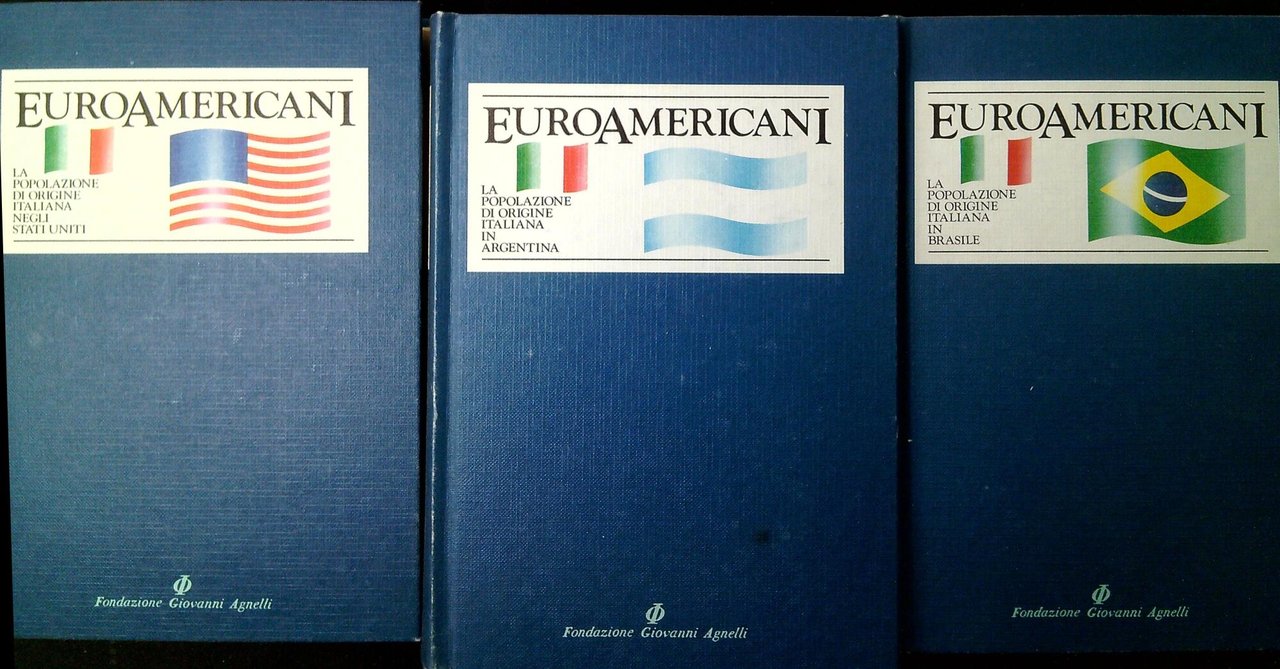 EUROAMERICANI
LA
POPOLAZIONE
DI ORIGINE
ITALIANA
NEGLI
STATI UNITI
Φ
Fondazione Giovanni Agnelli
EUROAMERICANI
LA
POPOLAZIONE
DI ORIGINE
ITALIANA
IN
ARGENTINA
Φ
Fondazione Giovanni Agnelli
EUROAMERICANI
LA
POPOLAZIONE
DI ORIGINE
ITALIANA
IN
BRASILE
Φ
Fondazione Giovanni Agnelli